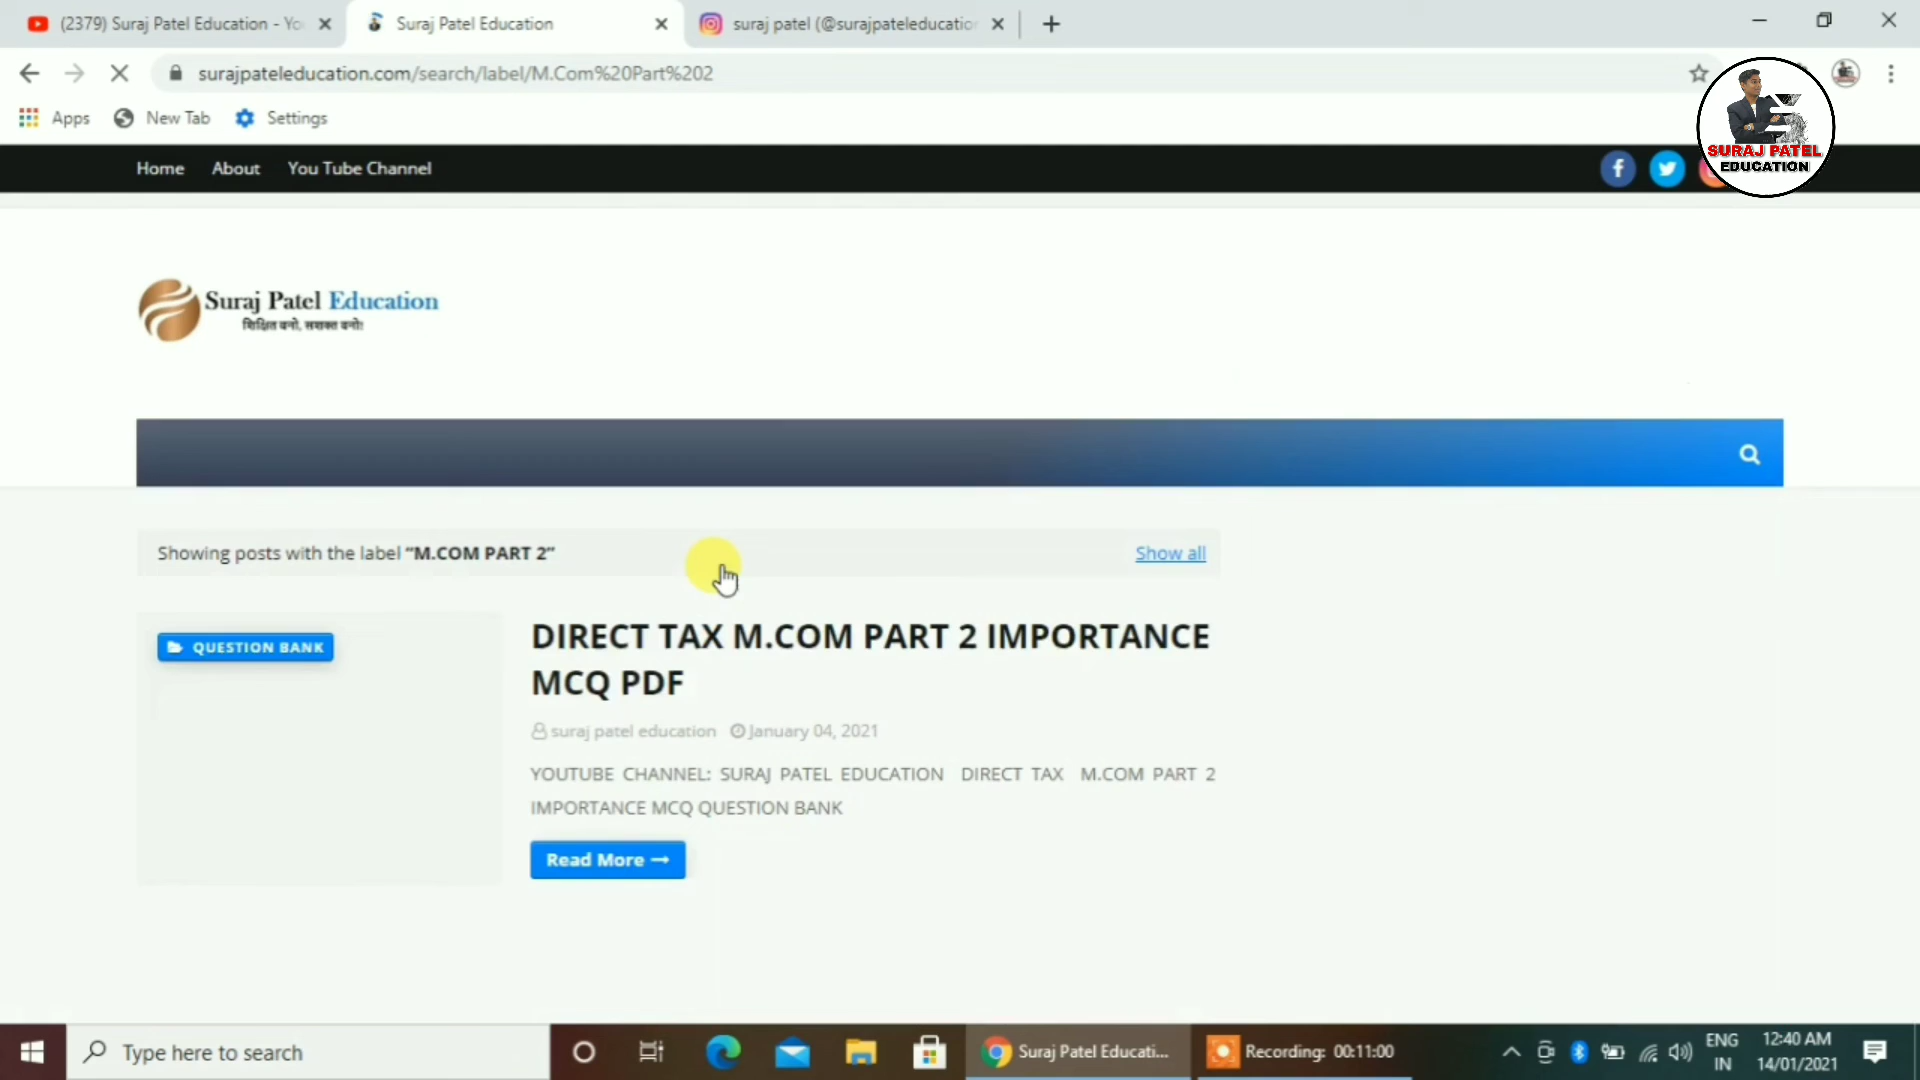 (2379) Suraj Patel Education - Yo
Suraj Patel Education
suraj patel (@surajpateleducation
surajpateleducation.com/search/label/M.Com%20Part%202
Apps
New Tab
Settings
Home
About
You Tube Channel
SURAJ PATEL
EDUCATION
Suraj Patel Education
शिक्षित बनो, सशक्त बनो!
Showing posts with the label “M.COM PART 2”
Show all
QUESTION BANK
DIRECT TAX M.COM PART 2 IMPORTANCE
MCQ PDF
suraj patel education
January 04, 2021
YOUTUBE CHANNEL: SURAJ PATEL EDUCATION DIRECT TAX M.COM PART 2
IMPORTANCE MCQ QUESTION BANK
Read More →
Type here to search
Suraj Patel Educati...
Recording: 00:11:00
ENG
IN
12:40 AM
14/01/2021